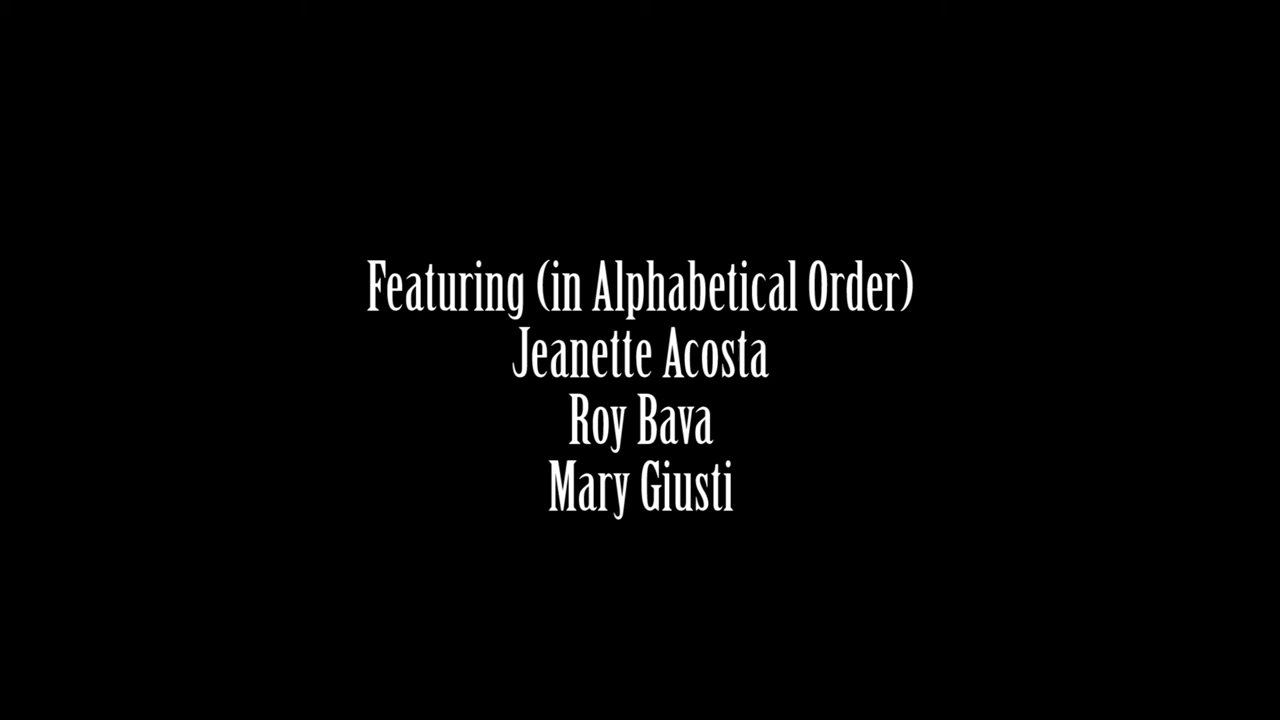 Featuring (in Alphabetical Order)
Jeanette Acosta
Roy Bava
Mary Giusti